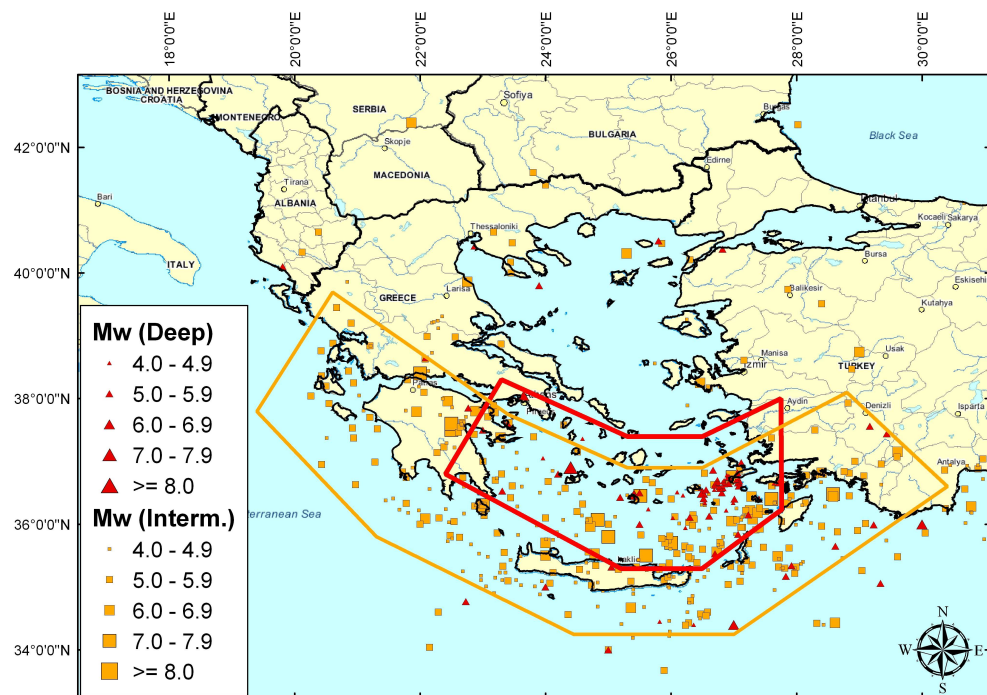 18°0'0"E
20°0'0"E
22°0'0"E
24°0'0"E
26°0'0"E
28°0'0"E
30°0'0"E
BOSNIA AND HERZEGOVINA
CROATIA
MONTENEGRO
SERBIA
Sofiya
Burgas
BULGARIA
Black Sea
42°0'0"N
Skopje
Edirne
MACEDONIA
Tirana
Bari
ALBANIA
Istanbul
Kocaeli
Sakarya
Thessaloniki
ITALY
Bursa
40°0'0"N
Eskisehi
Larisa
Balikesir
GREECE
Kutahya
Manisa
Usak
Izmir
TURKEY
38°0'0"N
Athens
Aydin
Denizli
Isparta
Antalya
36°0'0"N
terranean Sea
34°0'0"N
Mw (Deep)
4.0 - 4.9
5.0 - 5.9
6.0 - 6.9
7.0 - 7.9
>= 8.0
Mw (Interm.)
4.0 - 4.9
5.0 - 5.9
6.0 - 6.9
7.0 - 7.9
>= 8.0
N
W
E
S